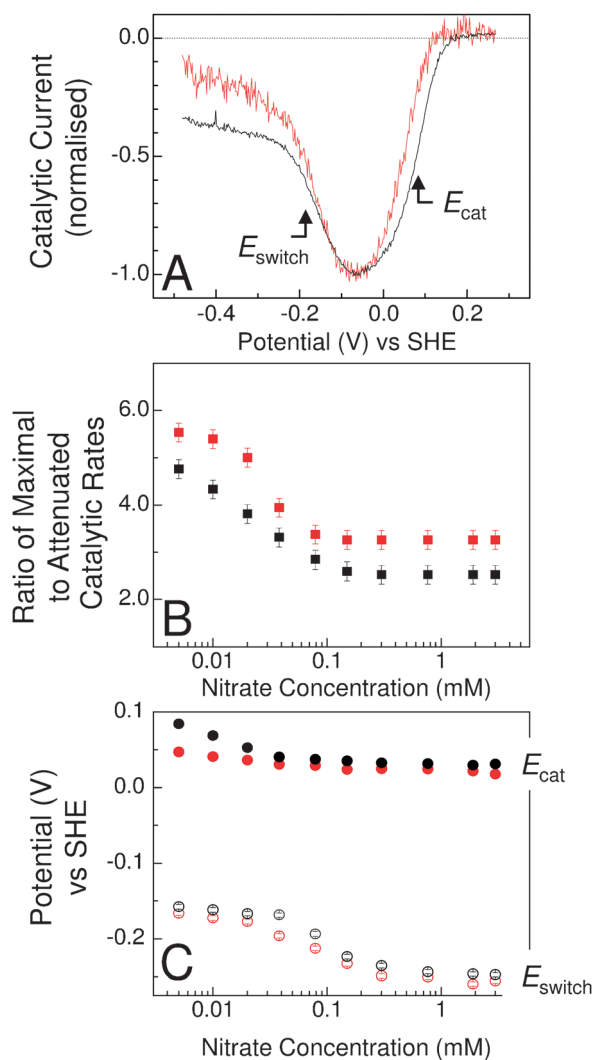 Catalytic Current
(normalised)
0.0
-0.5
-1.0
A
E_switch
E_cat
-0.4 -0.2 0.0 0.2
Potential (V) vs SHE
Ratio of Maximal
to Attenuated
Catalytic Rates
6.0
4.0
2.0
B
0.01 0.1 1
Nitrate Concentration (mM)
Potential (V)
vs SHE
0.1
0.0
-0.1
-0.2
C
E_cat
E_switch
0.01 0.1 1
Nitrate Concentration (mM)